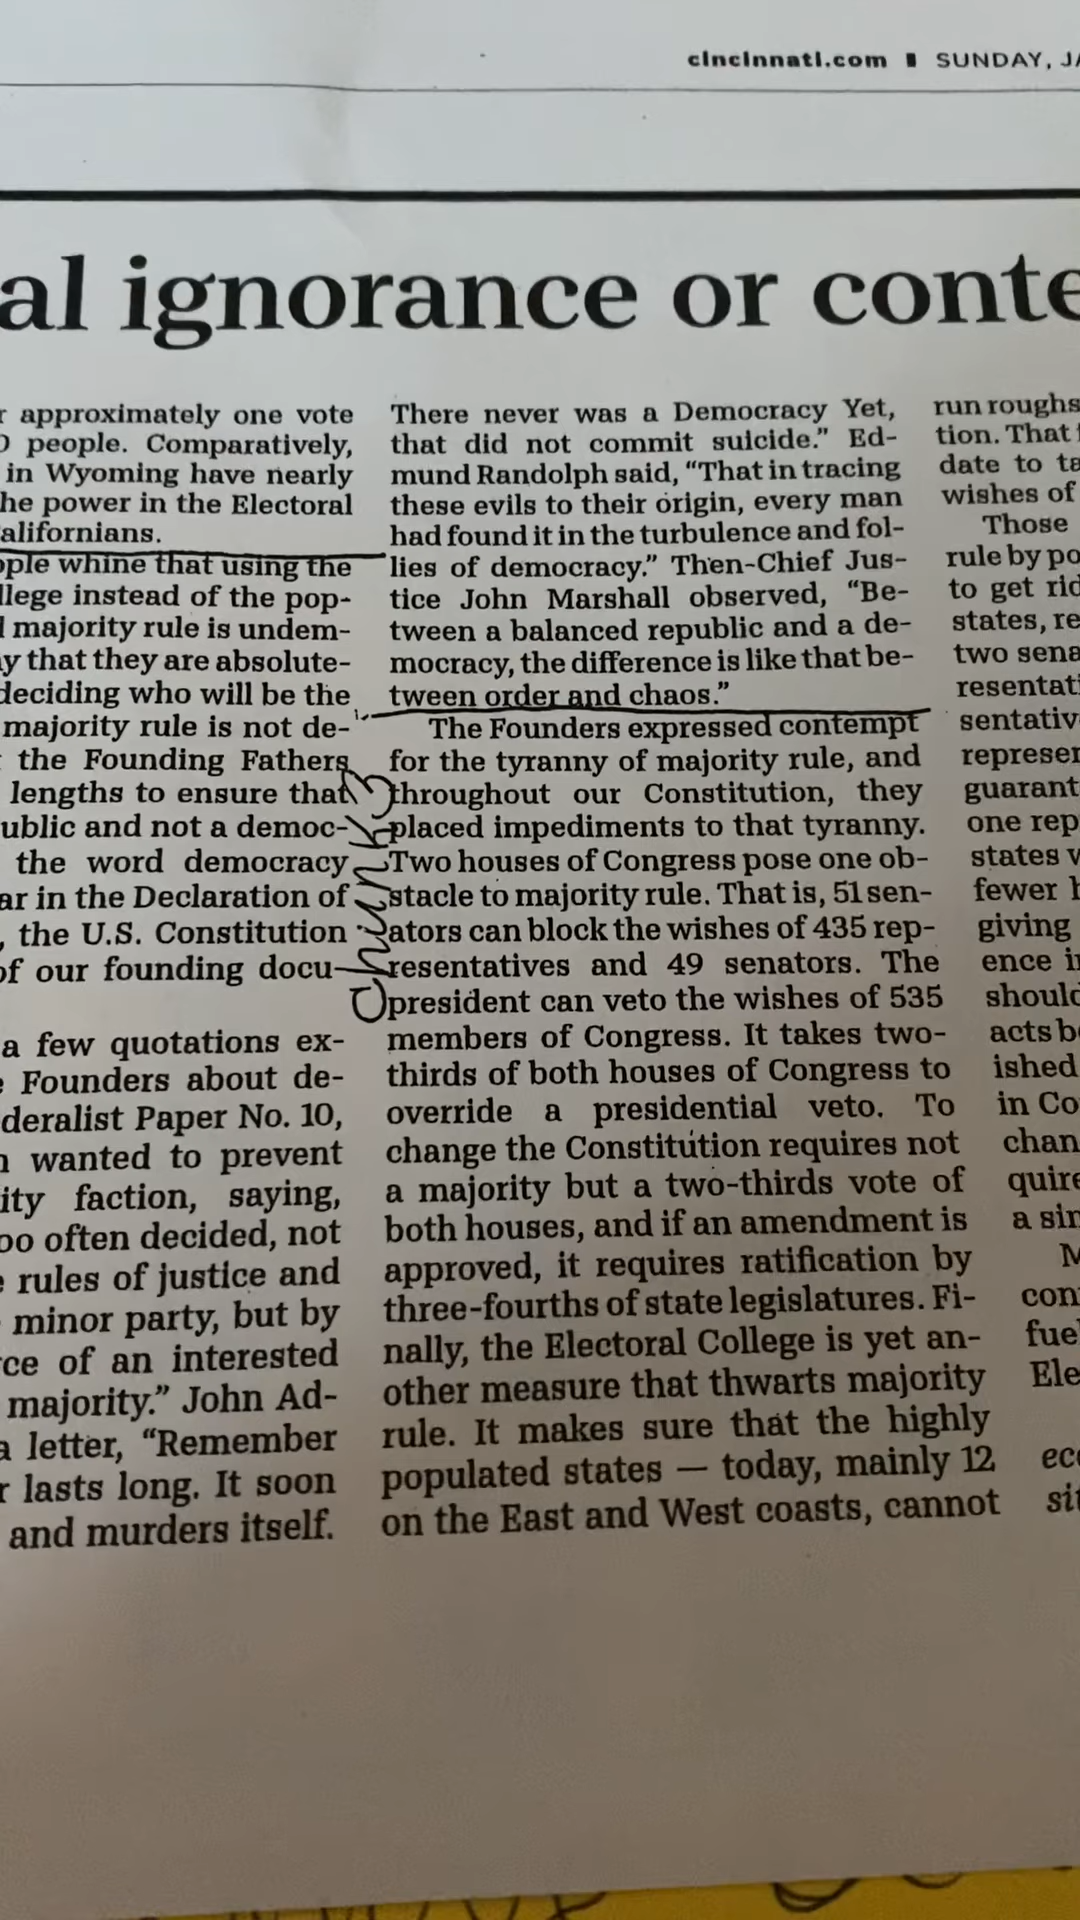 cincinnati.com ▮ SUNDAY, JA
al ignorance or conte
r approximately one vote
0 people. Comparatively,
in Wyoming have nearly
he power in the Electoral
alifornians.
ople whine that using the
llege instead of the pop-
l majority rule is undem-
ay that they are absolute-
deciding who will be the
majority rule is not de-
the Founding Fathers
lengths to ensure that
ublic and not a democ-
the word democracy
ar in the Declaration of
, the U.S. Constitution
of our founding docu-
a few quotations ex-
e Founders about de-
deralist Paper No. 10,
n wanted to prevent
ity faction, saying,
oo often decided, not
e rules of justice and
minor party, but by
rce of an interested
majority.” John Ad-
a letter, “Remember
r lasts long. It soon
and murders itself.
There never was a Democracy Yet,
that did not commit suicide.” Ed-
mund Randolph said, “That in tracing
these evils to their origin, every man
had found it in the turbulence and fol-
lies of democracy.” Then-Chief Jus-
tice John Marshall observed, “Be-
tween a balanced republic and a de-
mocracy, the difference is like that be-
tween order and chaos.”
The Founders expressed contempt
for the tyranny of majority rule, and
throughout our Constitution, they
placed impediments to that tyranny.
Two houses of Congress pose one ob-
stacle to majority rule. That is, 51 sen-
ators can block the wishes of 435 rep-
resentatives and 49 senators. The
president can veto the wishes of 535
members of Congress. It takes two-
thirds of both houses of Congress to
override a presidential veto. To
change the Constitution requires not
a majority but a two-thirds vote of
both houses, and if an amendment is
approved, it requires ratification by
three-fourths of state legislatures. Fi-
nally, the Electoral College is yet an-
other measure that thwarts majority
rule. It makes sure that the highly
populated states — today, mainly 12
on the East and West coasts, cannot
run roughs
tion. That
date to ta
wishes of
Those
rule by po
to get rid
states, re
two sena
resentati
sentativ
represer
guarant
one rep
states v
fewer h
giving
ence in
should
acts b
ished
in Co
chan
quire
a sin
M
con
fuel
Ele
eco
sit